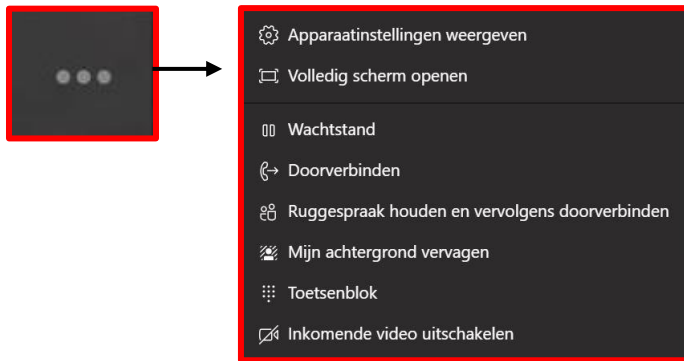 Apparaatinstellingen weergeven
Volledig scherm openen
Wachtstand
Doorverbinden
Ruggespraak houden en vervolgens doorverbinden
Mijn achtergrond vervagen
Toetsenblok
Inkomende video uitschakelen